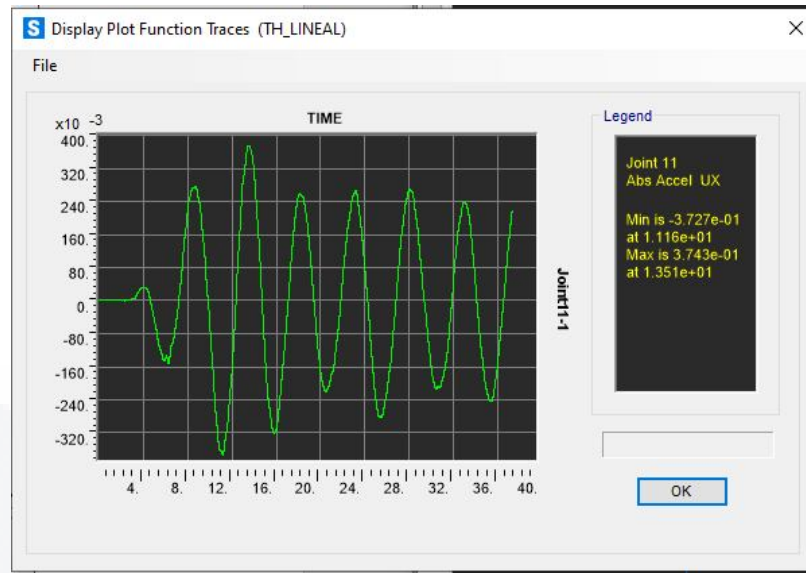 S Display Plot Function Traces (TH_LINEAL)
File
x10 -3
TIME
Legend
400.
320.
240.
160.
80.
0.
-80.
-160.
-240.
-320.
Joint11-1
Joint 11
Abs Accel UX
Min is -3.727e-01
at 1.116e+01
Max is 3.743e-01
at 1.351e+01
4. 8. 12. 16. 20. 24. 28. 32. 36. 40.
OK